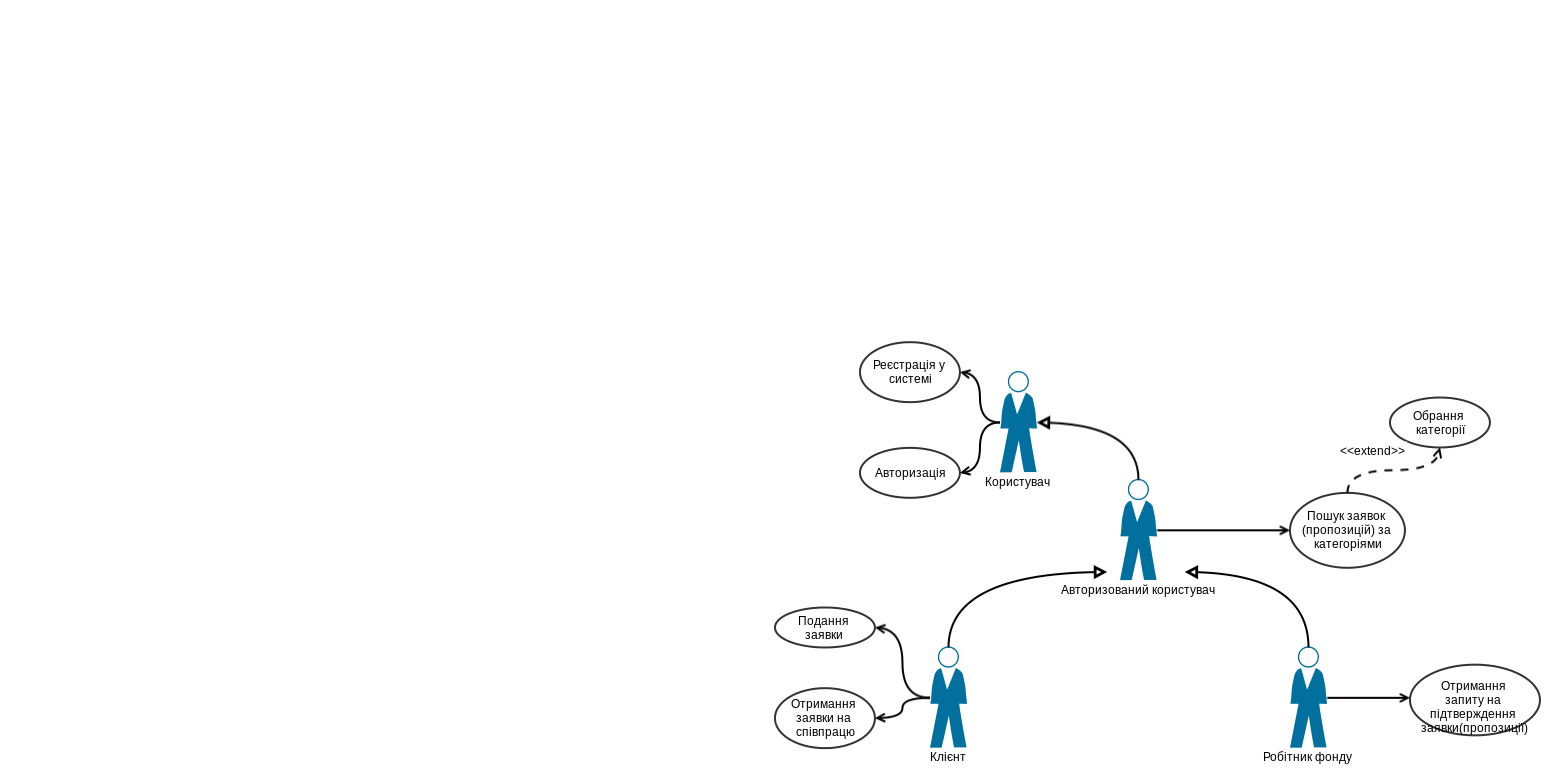 Реєстрація у
системі
Авторизація
Користувач
Обрання
категорії
<<extend>>
Пошук заявок
(пропозицій) за
категоріями
Авторизований користувач
Подання
заявки
Отримання
заявки на
співпрацю
Клієнт
Робітник фонду
Отримання
запиту на
підтвердження
заявки(пропозиції)